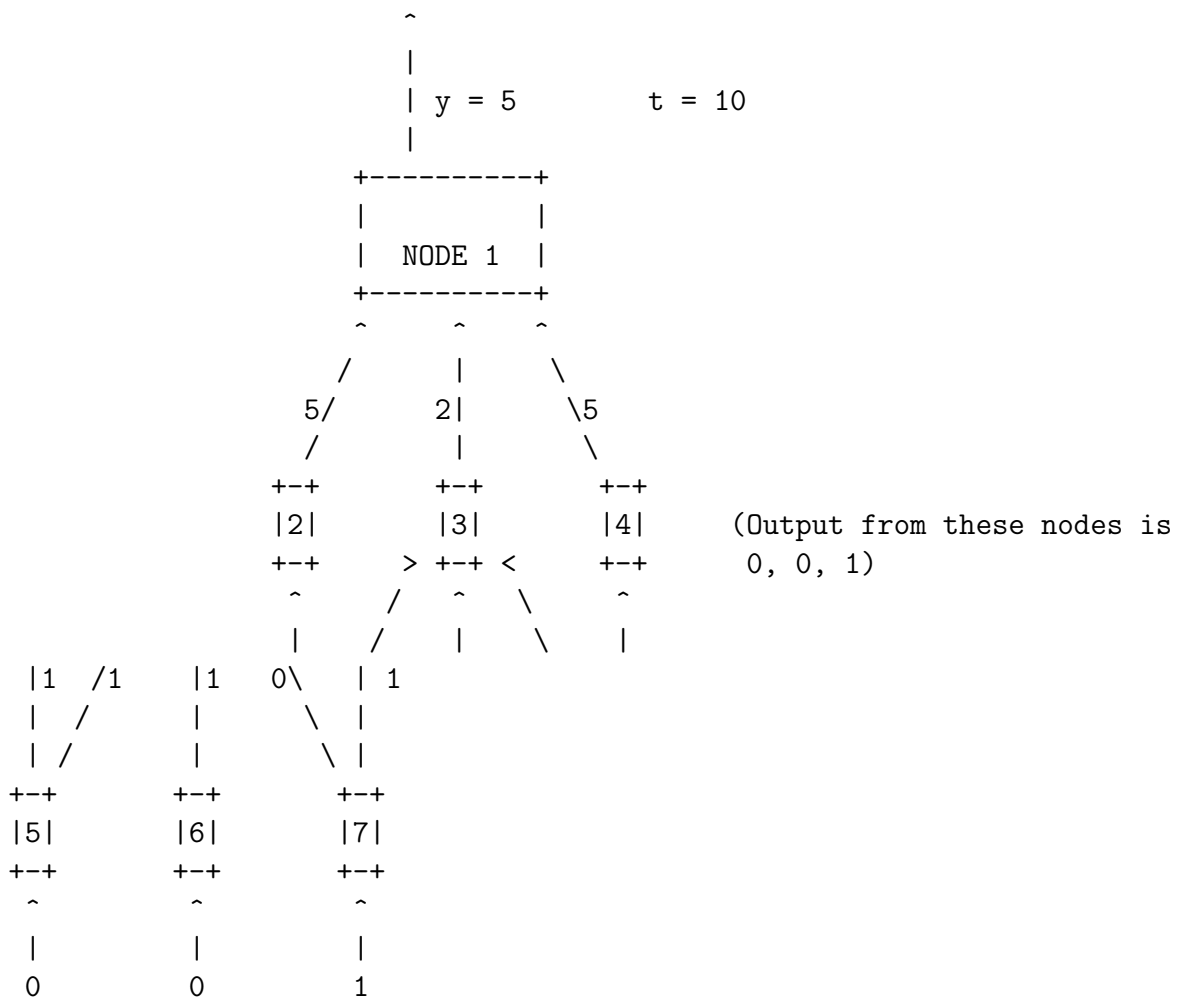 y = 5 t = 10
NODE 1
5 2 5
2 3 4 (Output from these nodes is
0, 0, 1)
1 1 1 0 1
5 6 7
0 0 1